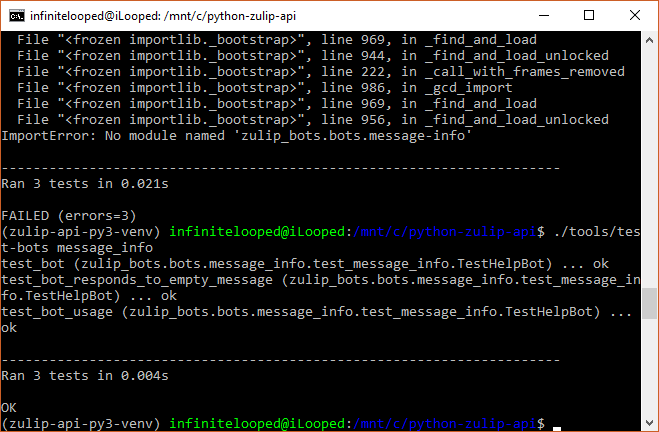 infinitelooped@iLooped: /mnt/c/python-zulip-api
File "<frozen importlib._bootstrap>", line 969, in _find_and_load
File "<frozen importlib._bootstrap>", line 944, in _find_and_load_unlocked
File "<frozen importlib._bootstrap>", line 222, in _call_with_frames_removed
File "<frozen importlib._bootstrap>", line 986, in _gcd_import
File "<frozen importlib._bootstrap>", line 969, in _find_and_load
File "<frozen importlib._bootstrap>", line 956, in _find_and_load_unlocked
ImportError: No module named 'zulip_bots.bots.message-info'
----------------------------------------------------------------------
Ran 3 tests in 0.021s
FAILED (errors=3)
(zulip-api-py3-venv) infinitelooped@iLooped:/mnt/c/python-zulip-api$ ./tools/tes
t-bots message_info
test_bot (zulip_bots.bots.message_info.test_message_info.TestHelpBot) ... ok
test_bot_responds_to_empty_message (zulip_bots.bots.message_info.test_message_in
fo.TestHelpBot) ... ok
test_bot_usage (zulip_bots.bots.message_info.test_message_info.TestHelpBot) ...
ok
----------------------------------------------------------------------
Ran 3 tests in 0.004s
OK
(zulip-api-py3-venv) infinitelooped@iLooped:/mnt/c/python-zulip-api$